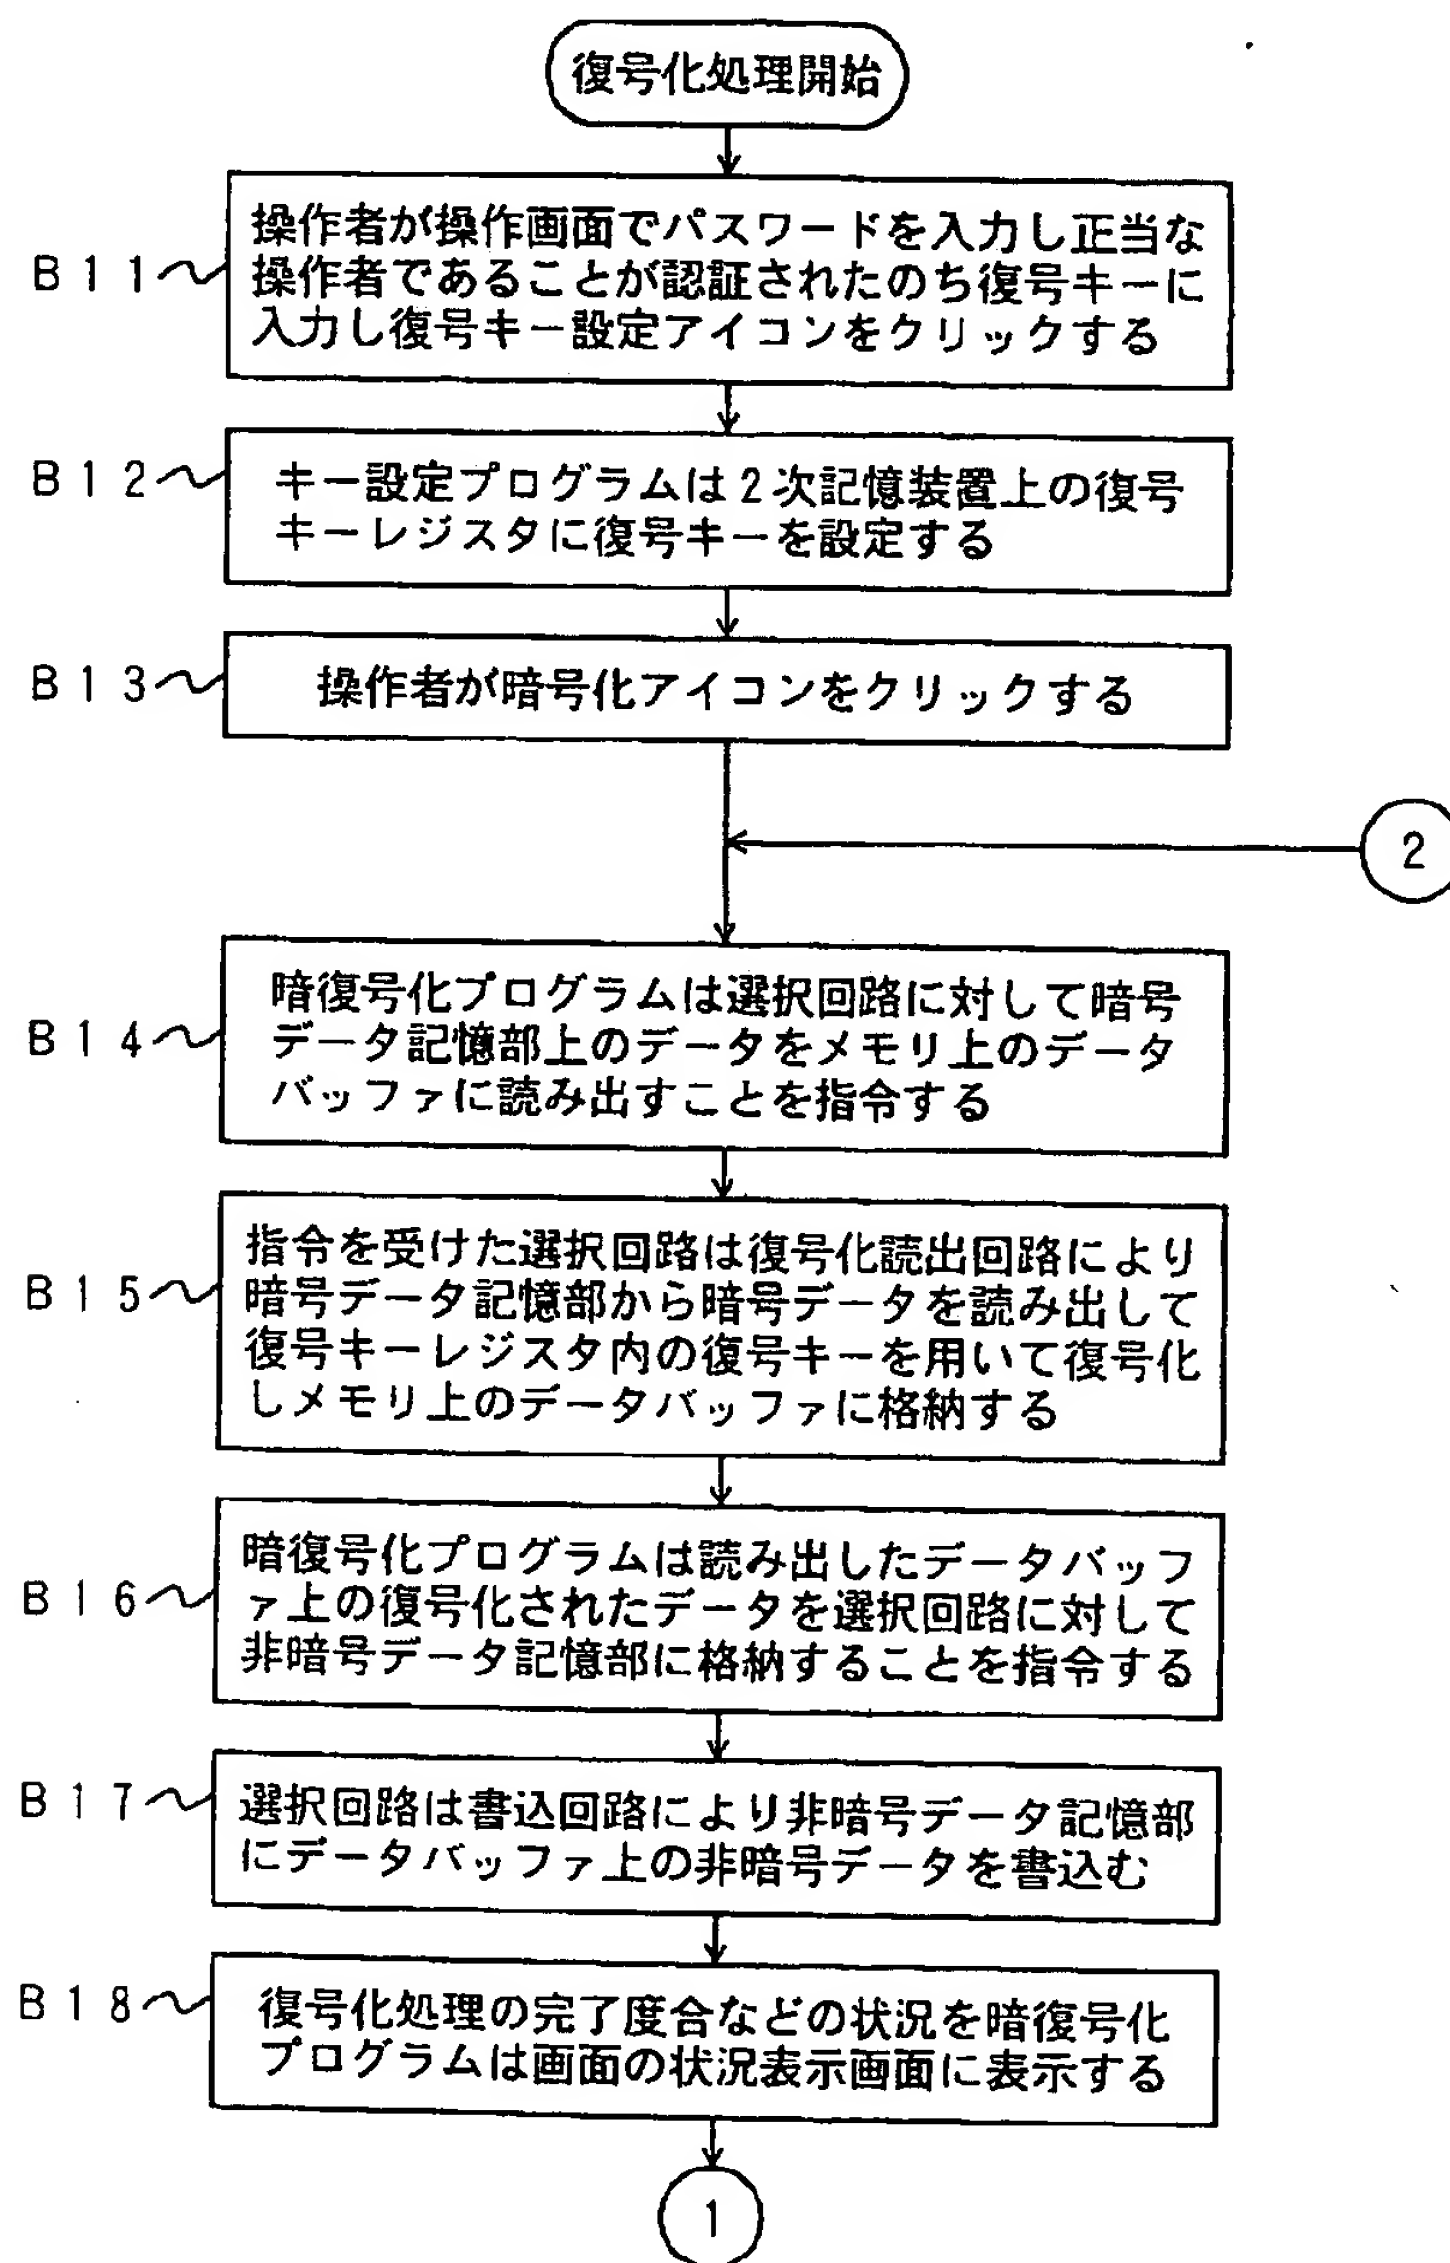 復号化処理開始
B11
操作者が操作画面でパスワードを入力し正当な
操作者であることが認証されたのち復号キーに
入力し復号キー設定アイコンをクリックする
B12
キー設定プログラムは2次記憶装置上の復号
キーレジスタに復号キーを設定する
B13
操作者が暗号化アイコンをクリックする
2
B14
暗復号化プログラムは選択回路に対して暗号
データ記憶部上のデータをメモリ上のデータ
バッファに読み出すことを指令する
B15
指令を受けた選択回路は復号化読出回路により
暗号データ記憶部から暗号データを読み出して
復号キーレジスタ内の復号キーを用いて復号化
しメモリ上のデータバッファに格納する
B16
暗復号化プログラムは読み出したデータバッフ
ァ上の復号化されたデータを選択回路に対して
非暗号データ記憶部に格納することを指令する
B17
選択回路は書込回路により非暗号データ記憶部
にデータバッファ上の非暗号データを書込む
B18
復号化処理の完了度合などの状況を暗復号化
プログラムは画面の状況表示画面に表示する
1